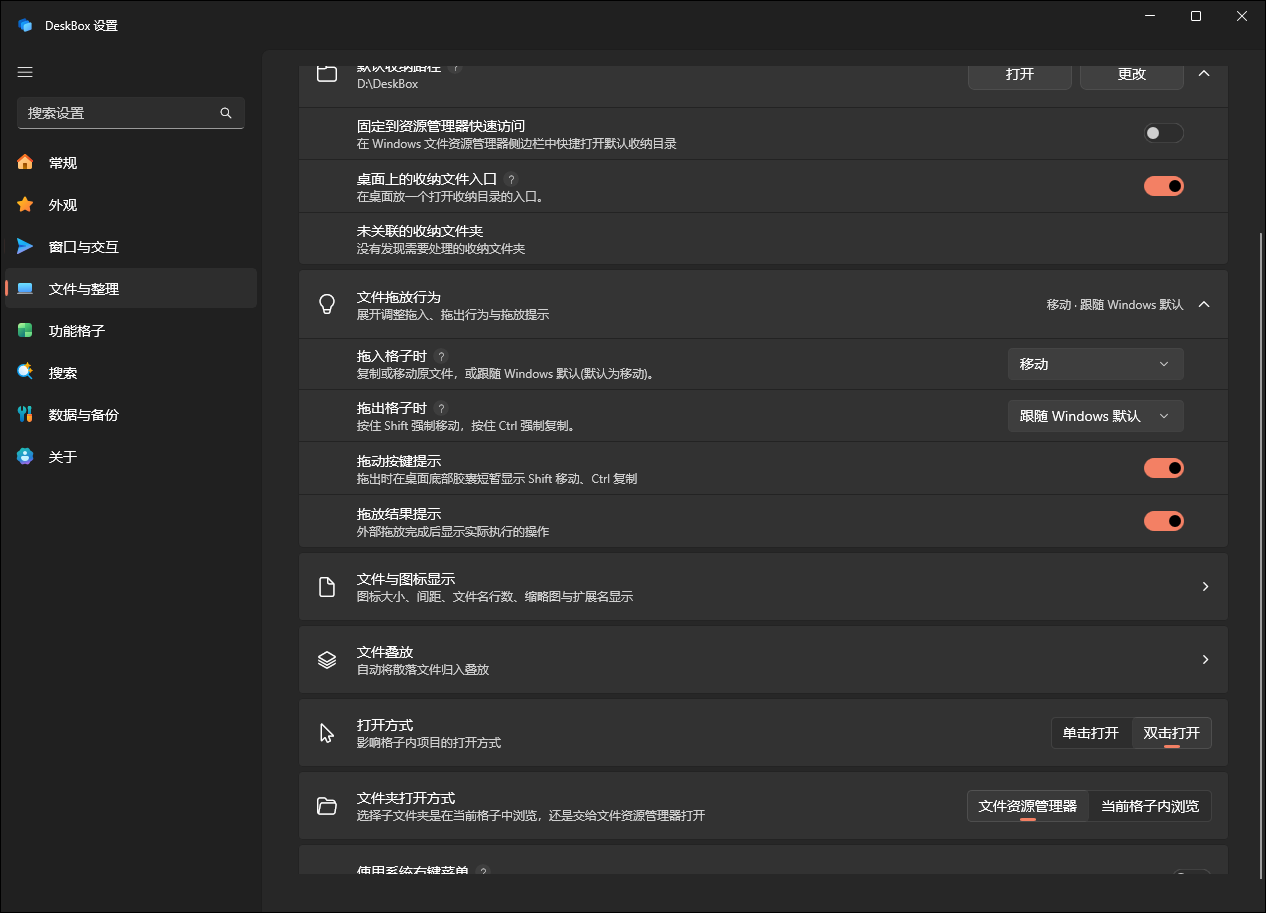 DeskBox 设置
搜索设置
常规
外观
窗口与交互
文件与整理
功能格子
搜索
数据与备份
关于
默认收纳路径 ?
D:\DeskBox
打开
更改
固定到资源管理器快速访问
在 Windows 文件资源管理器侧边栏中快捷打开默认收纳目录
桌面上的收纳文件入口 ?
在桌面放一个打开收纳目录的入口。
未关联的收纳文件夹
没有发现需要处理的收纳文件夹
文件拖放行为
展开调整拖入、拖出行为与拖放提示
移动 · 跟随 Windows 默认
拖入格子时 ?
复制或移动原文件，或跟随 Windows 默认(默认为移动)。
移动
拖出格子时 ?
按住 Shift 强制移动，按住 Ctrl 强制复制。
跟随 Windows 默认
拖动按键提示
拖出时在桌面底部胶囊短暂显示 Shift 移动、Ctrl 复制
拖放结果提示
外部拖放完成后显示实际执行的操作
文件与图标显示
图标大小、间距、文件名行数、缩略图与扩展名显示
文件叠放
自动将散落文件归入叠放
打开方式
影响格子内项目的打开方式
单击打开
双击打开
文件夹打开方式
选择子文件夹是在当前格子中浏览，还是交给文件资源管理器打开
文件资源管理器
当前格子内浏览
使用系统右键菜单 ?